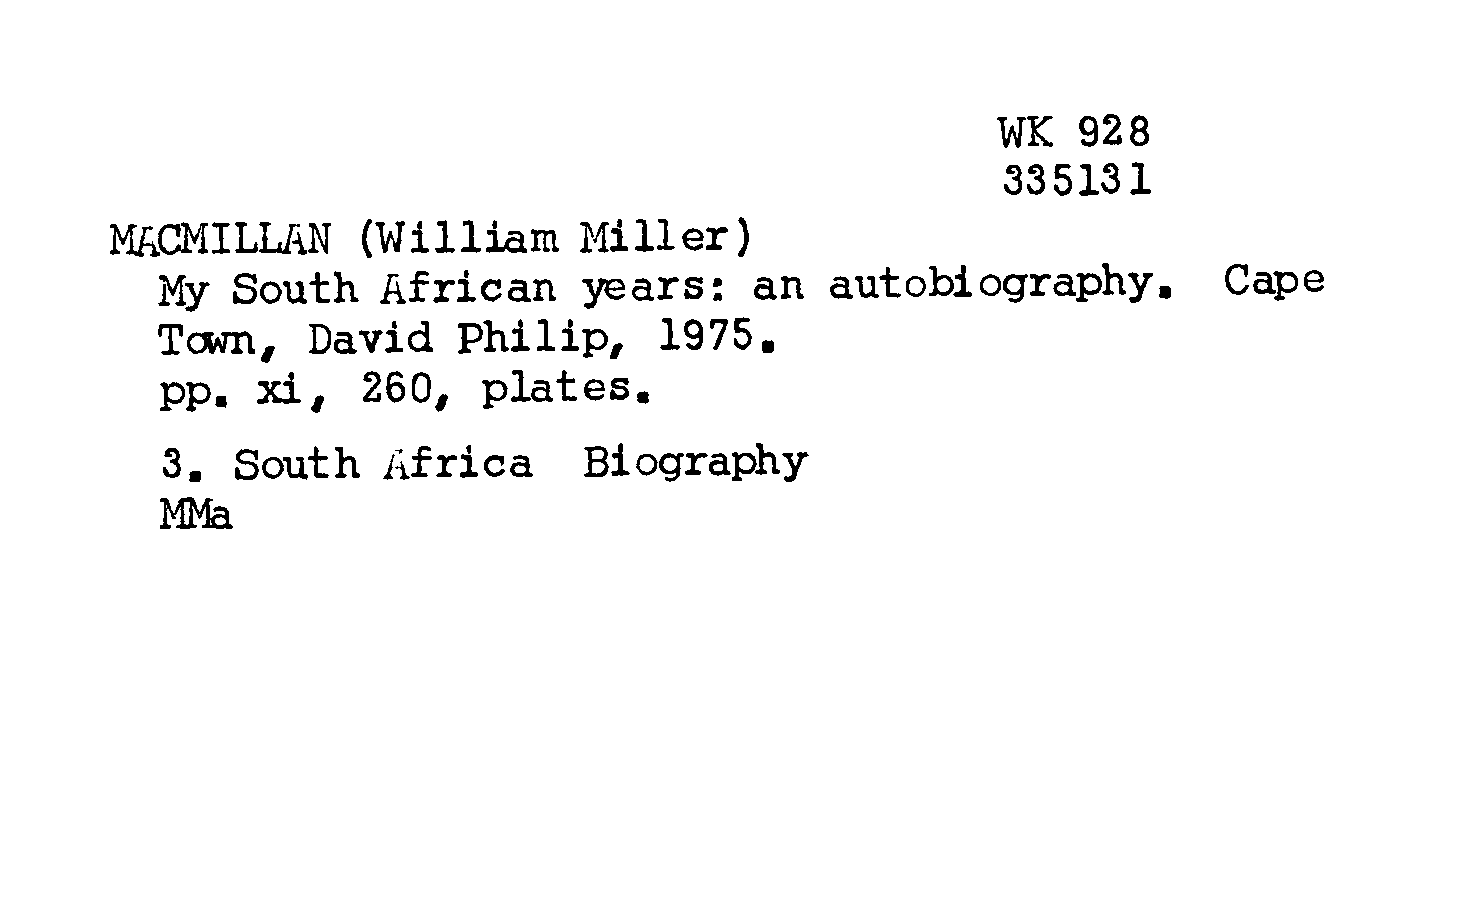 WK 928
335131
MACMILLAN (William Miller)
My South African years: an autobiography. Cape
Town, David Philip, 1975.
pp. xi, 260, plates.
3. South Africa Biography
MMa